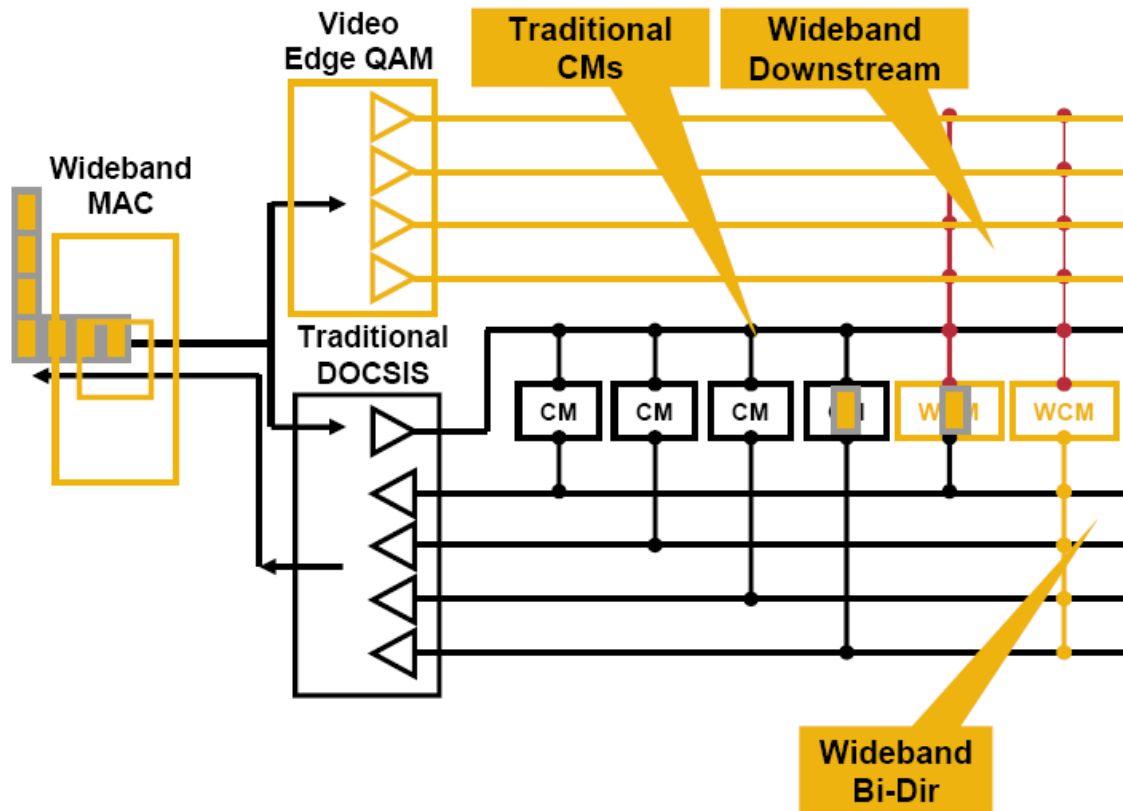 Video
Edge QAM
Traditional
CMs
Wideband
Downstream
Wideband
MAC
Traditional
DOCSIS
CM
CM
CM
WCM
Wideband
Bi-Dir